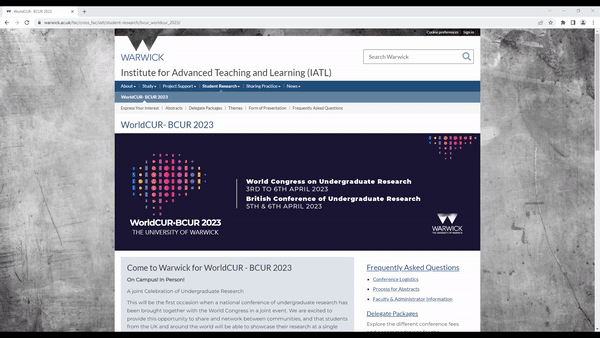 WorldCUR- BCUR 2023
warwick.ac.uk/fac/cross_fac/iatl/student-research/bcur_worldcur_2023/
Cookie preferences Sign in
WARWICK
Search Warwick
Institute for Advanced Teaching and Learning (IATL)
About Study Project Support Student Research Sharing Practice News
WorldCUR- BCUR 2023
Express Your Interest Abstracts Delegate Packages Themes Form of Presentation Frequently Asked Questions
WorldCUR- BCUR 2023
World Congress on Undergraduate Research
3RD TO 6TH APRIL 2023
British Conference of Undergraduate Research
5TH & 6TH APRIL 2023
WorldCUR-BCUR 2023
THE UNIVERSITY OF WARWICK
WARWICK
THE UNIVERSITY OF WARWICK
Come to Warwick for WorldCUR - BCUR 2023
On Campus! In Person!
A joint Celebration of Undergraduate Research
This will be the first occasion when a national conference of undergraduate research has
been brought together with the World Congress in a joint event. We are excited to
provide this opportunity to share and network between communities, and that students
from the UK and around the world will be able to showcase their research at a single
Frequently Asked Questions
Conference Logistics
Process for Abstracts
Faculty & Administrator Information
Delegate Packages
Explore the different conference fees